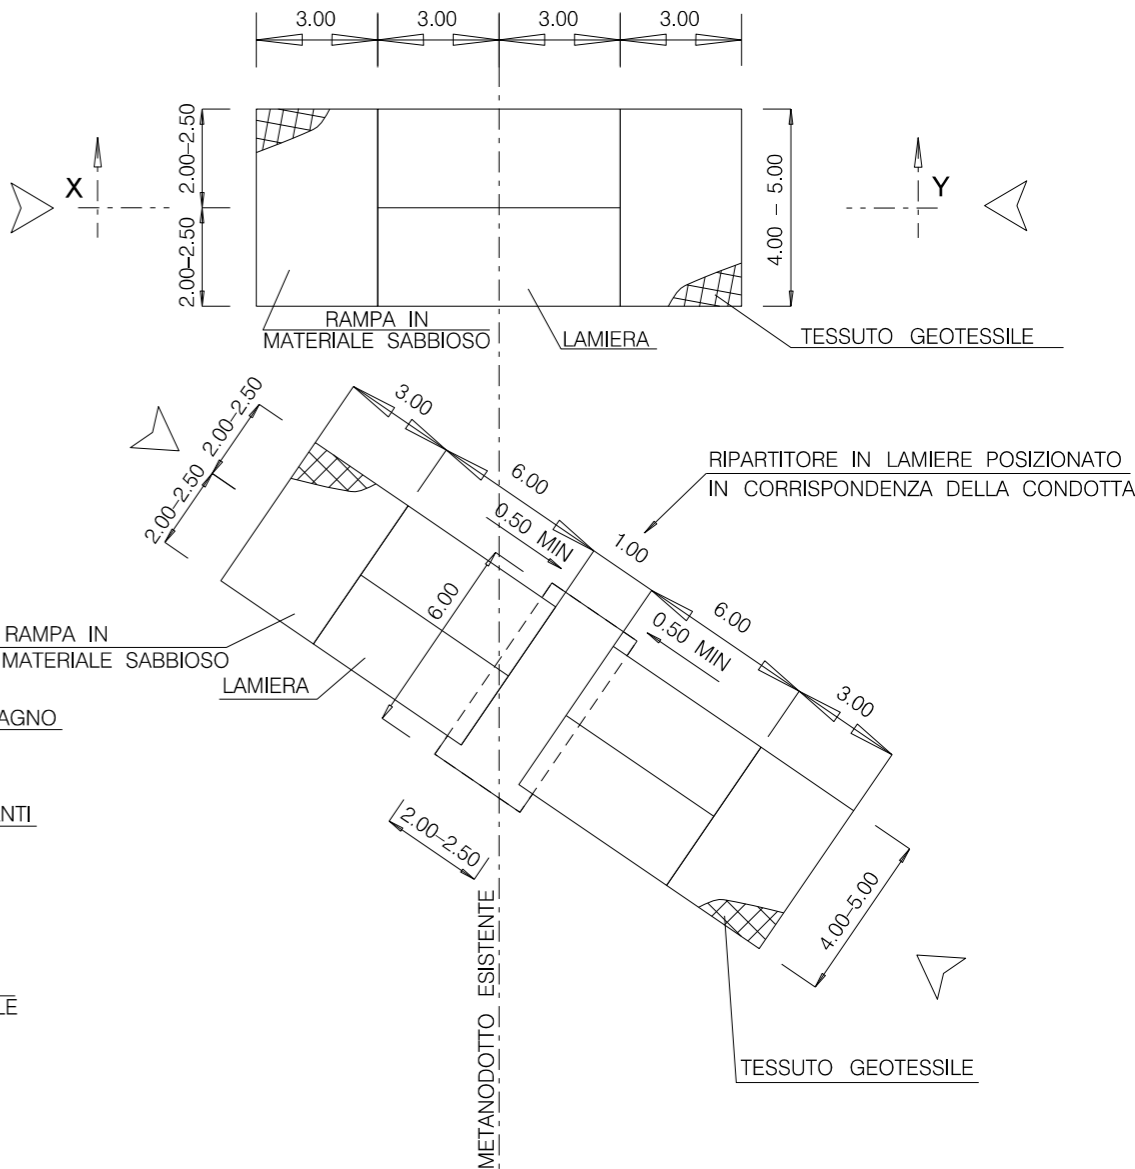 3.00 3.00 3.00 3.00
2.00-2.50
2.00-2.50
X
Y
4.00 - 5.00
RAMPA IN
MATERIALE SABBIOSO
LAMIERA
TESSUTO GEOTESSILE
2.00-2.50
2.00-2.50
3.00
6.00
0.50 MIN
1.00
RIPARTITORE IN LAMIERE POSIZIONATO
IN CORRISPONDENZA DELLA CONDOTTA
6.00
6.00
0.50 MIN
3.00
RAMPA IN
MATERIALE SABBIOSO
LAMIERA
AGNO
NTI
2.00-2.50
4.00-5.00
METANODOTTO ESISTENTE
LE
TESSUTO GEOTESSILE